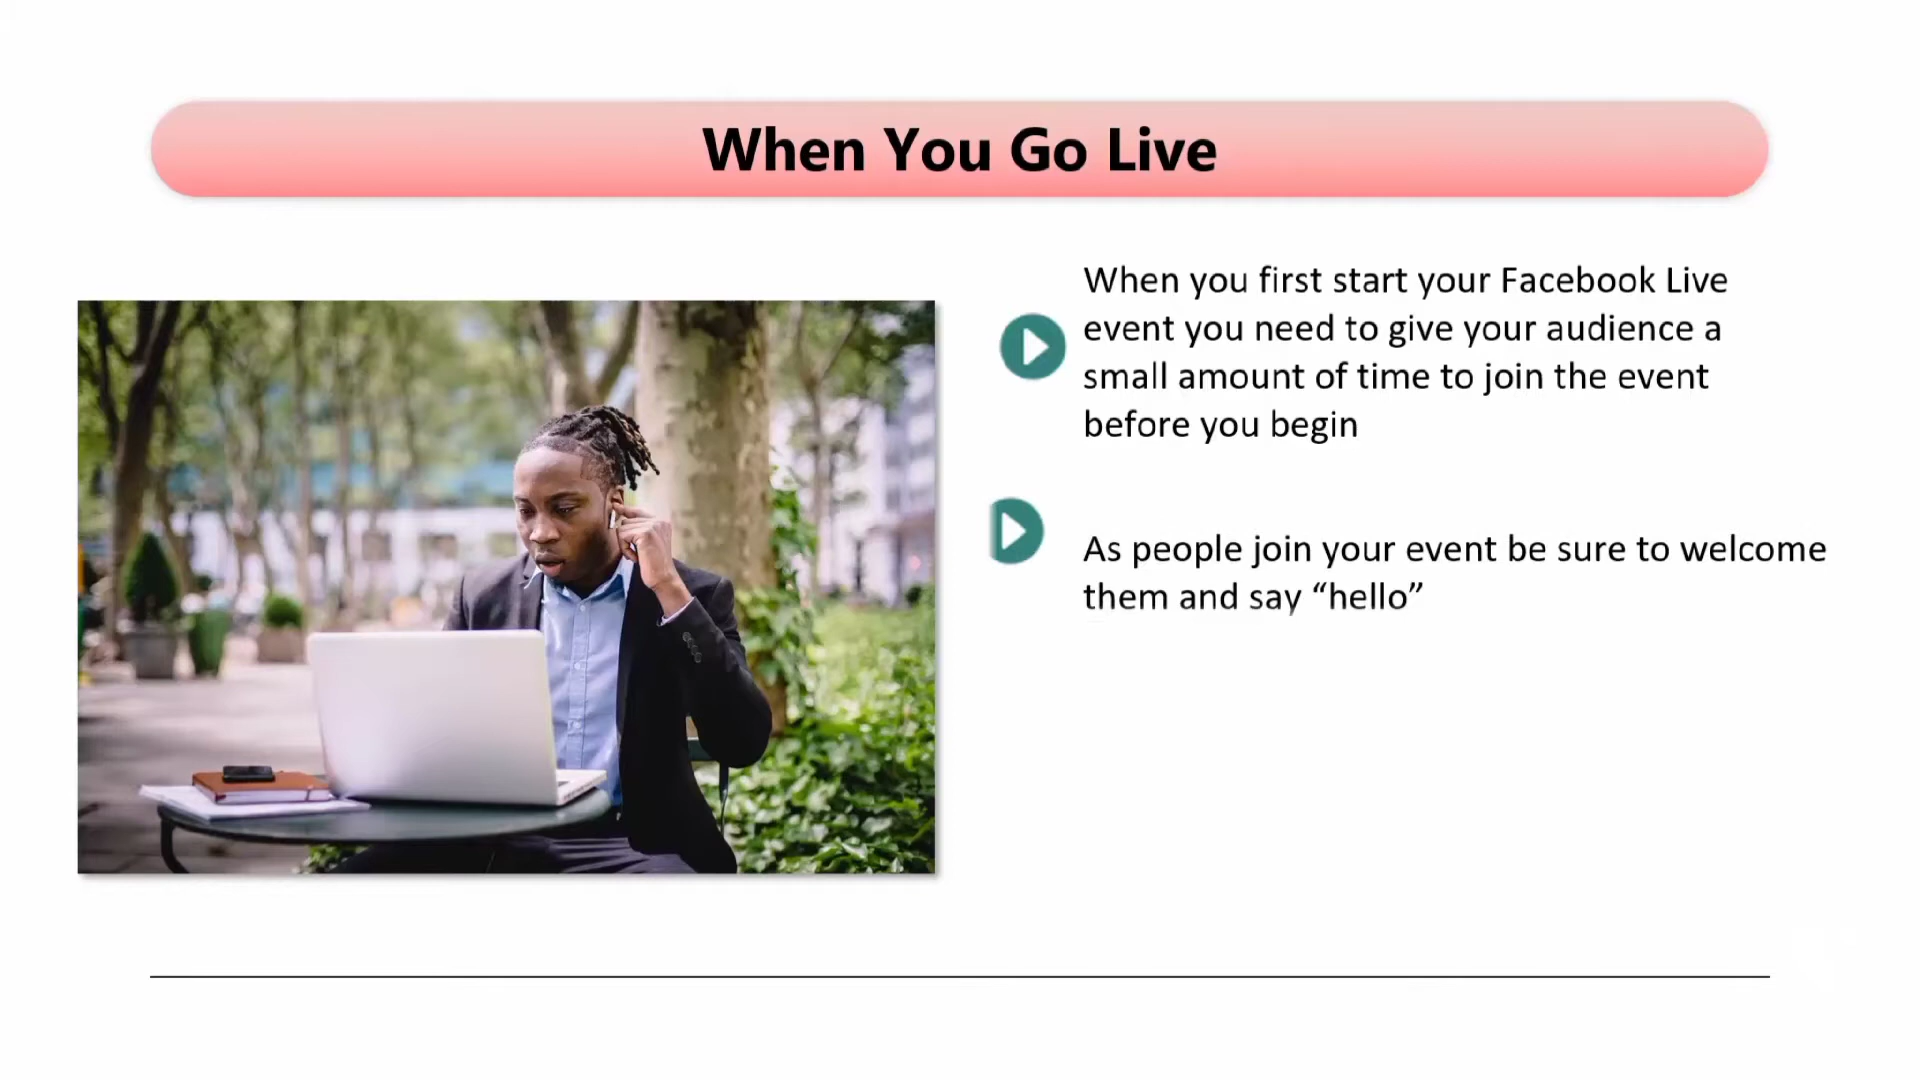 When You Go Live
When you first start your Facebook Live
event you need to give your audience a
small amount of time to join the event
before you begin
As people join your event be sure to welcome
them and say “hello”